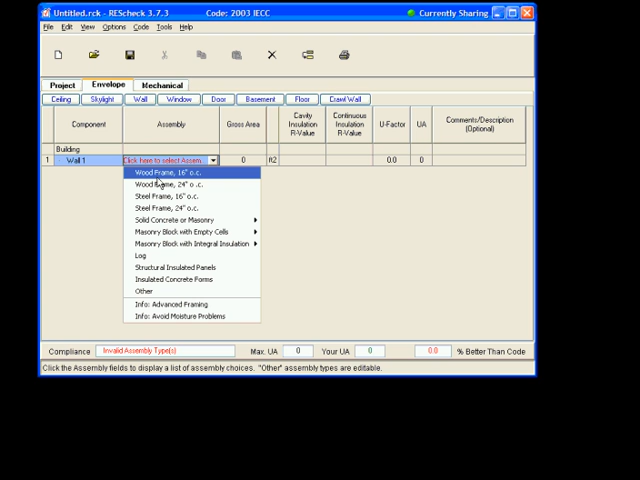 Untitled.rck - REScheck 3.7.3 Code: 2003 IECC Currently Sharing
File Edit View Options Code Tools Help
Project Envelope Mechanical
Ceiling Skylight Wall Window Door Basement Floor Crawl Wall
Component Assembly Gross Area Cavity Insulation R-Value Continuous Insulation R-Value U-Factor UA Comments/Description (Optional)
Building
1 Wall 1 Click here to select Assem 0 ft2 0.0 0
Wood Frame, 16" o.c.
Wood Frame, 24" o.c.
Steel Frame, 16" o.c.
Steel Frame, 24" o.c.
Solid Concrete or Masonry
Masonry Block with Empty Cells
Masonry Block with Integral Insulation
Log
Structural Insulated Panels
Insulated Concrete Forms
Other
Info: Advanced Framing
Info: Avoid Moisture Problems
Compliance Invalid Assembly Type(s) Max. UA 0 Your UA 0 0.0 % Better Than Code
Click the Assembly fields to display a list of assembly choices. "Other" assembly types are editable.